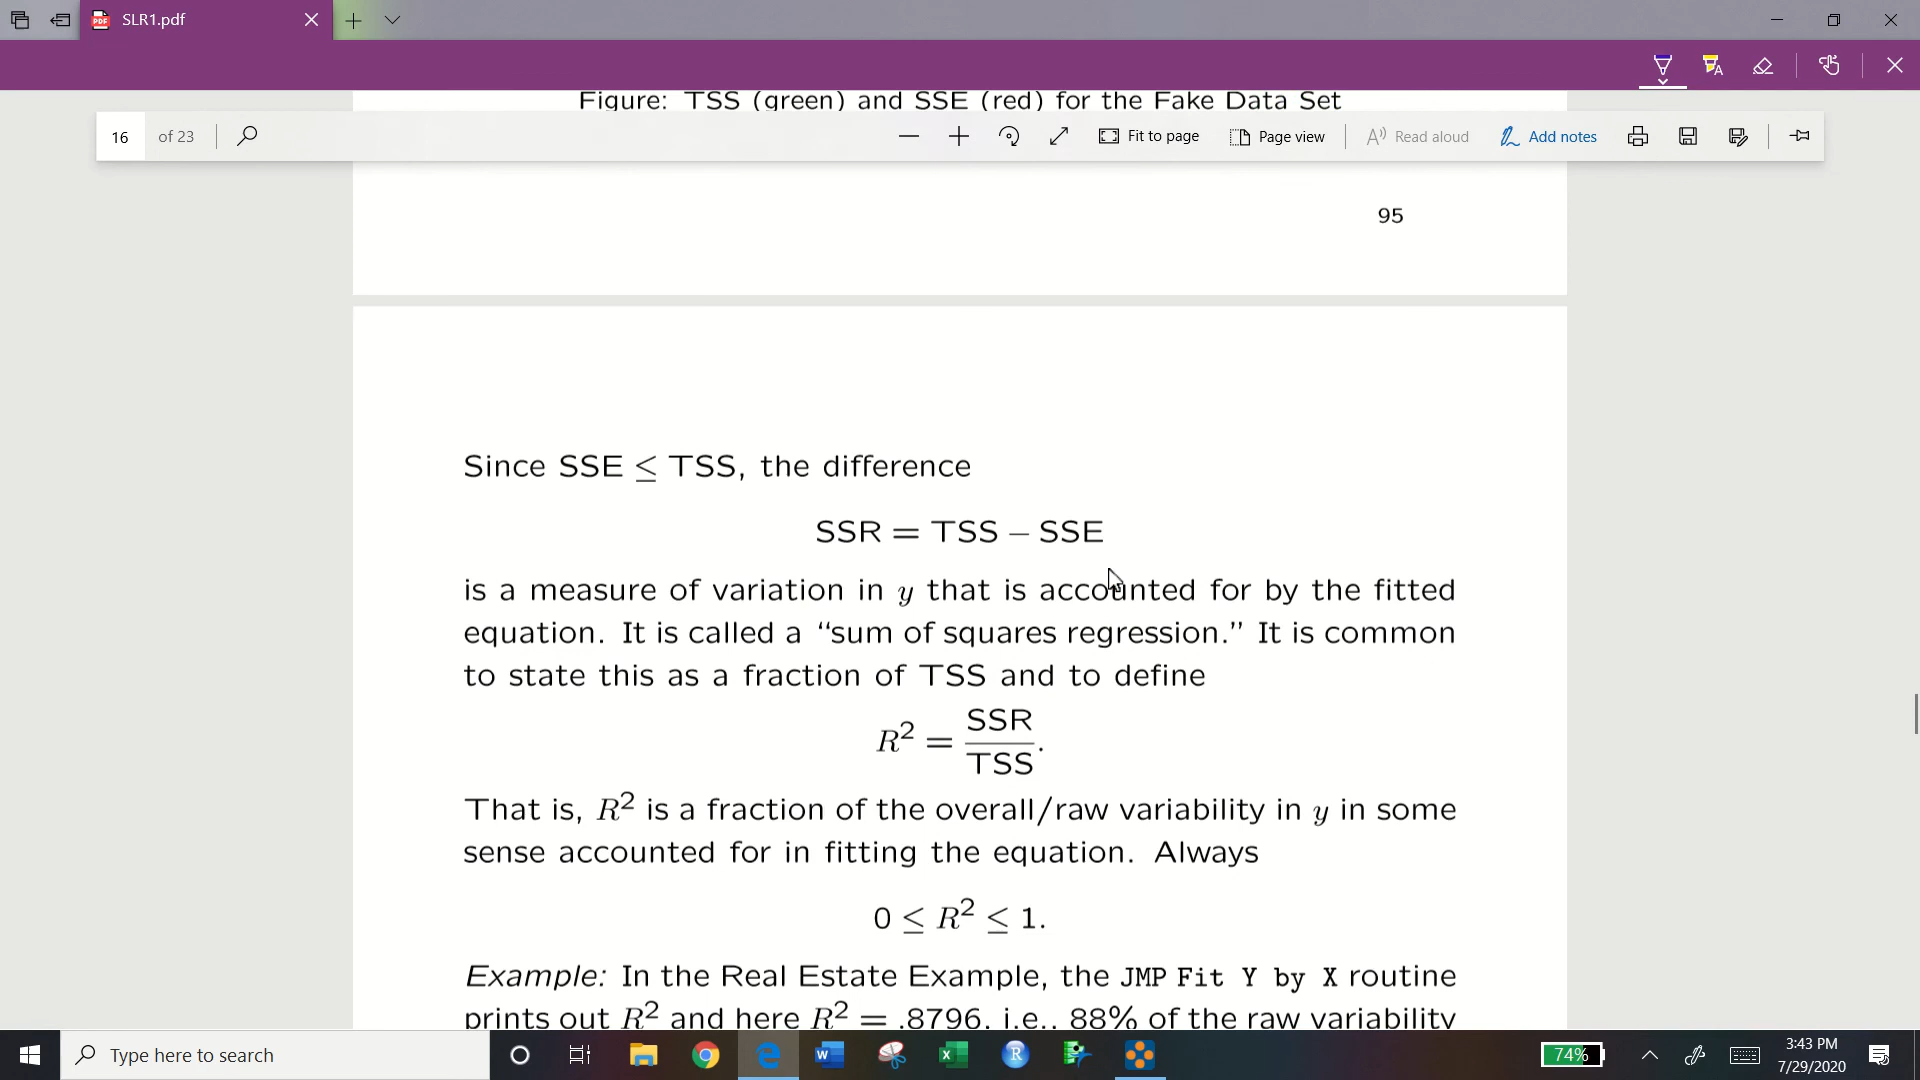 SLR1.pdf
Figure: TSS (green) and SSE (red) for the Fake Data Set
16 of 23 Fit to page Page view Read aloud Add notes
95
Since SSE ≤ TSS, the difference
SSR = TSS – SSE
is a measure of variation in y that is accounted for by the fitted
equation. It is called a “sum of squares regression.” It is common
to state this as a fraction of TSS and to define
R² = SSR/TSS.
That is, R² is a fraction of the overall/raw variability in y in some
sense accounted for in fitting the equation. Always
0 ≤ R² ≤ 1.
Example: In the Real Estate Example, the JMP Fit Y by X routine
prints out R² and here R² = .8796, i.e., 88% of the raw variability
Type here to search
74%
3:43 PM
7/29/2020